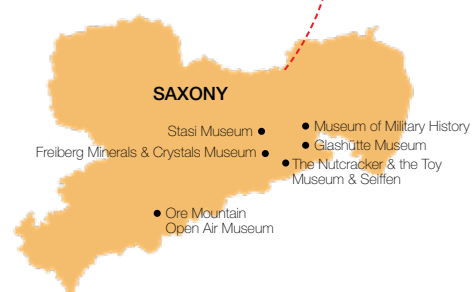 SAXONY
Stasi Museum
Museum of Military History
Glashütte Museum
Freiberg Minerals & Crystals Museum
The Nutcracker & the Toy
Museum & Seiffen
Ore Mountain
Open Air Museum